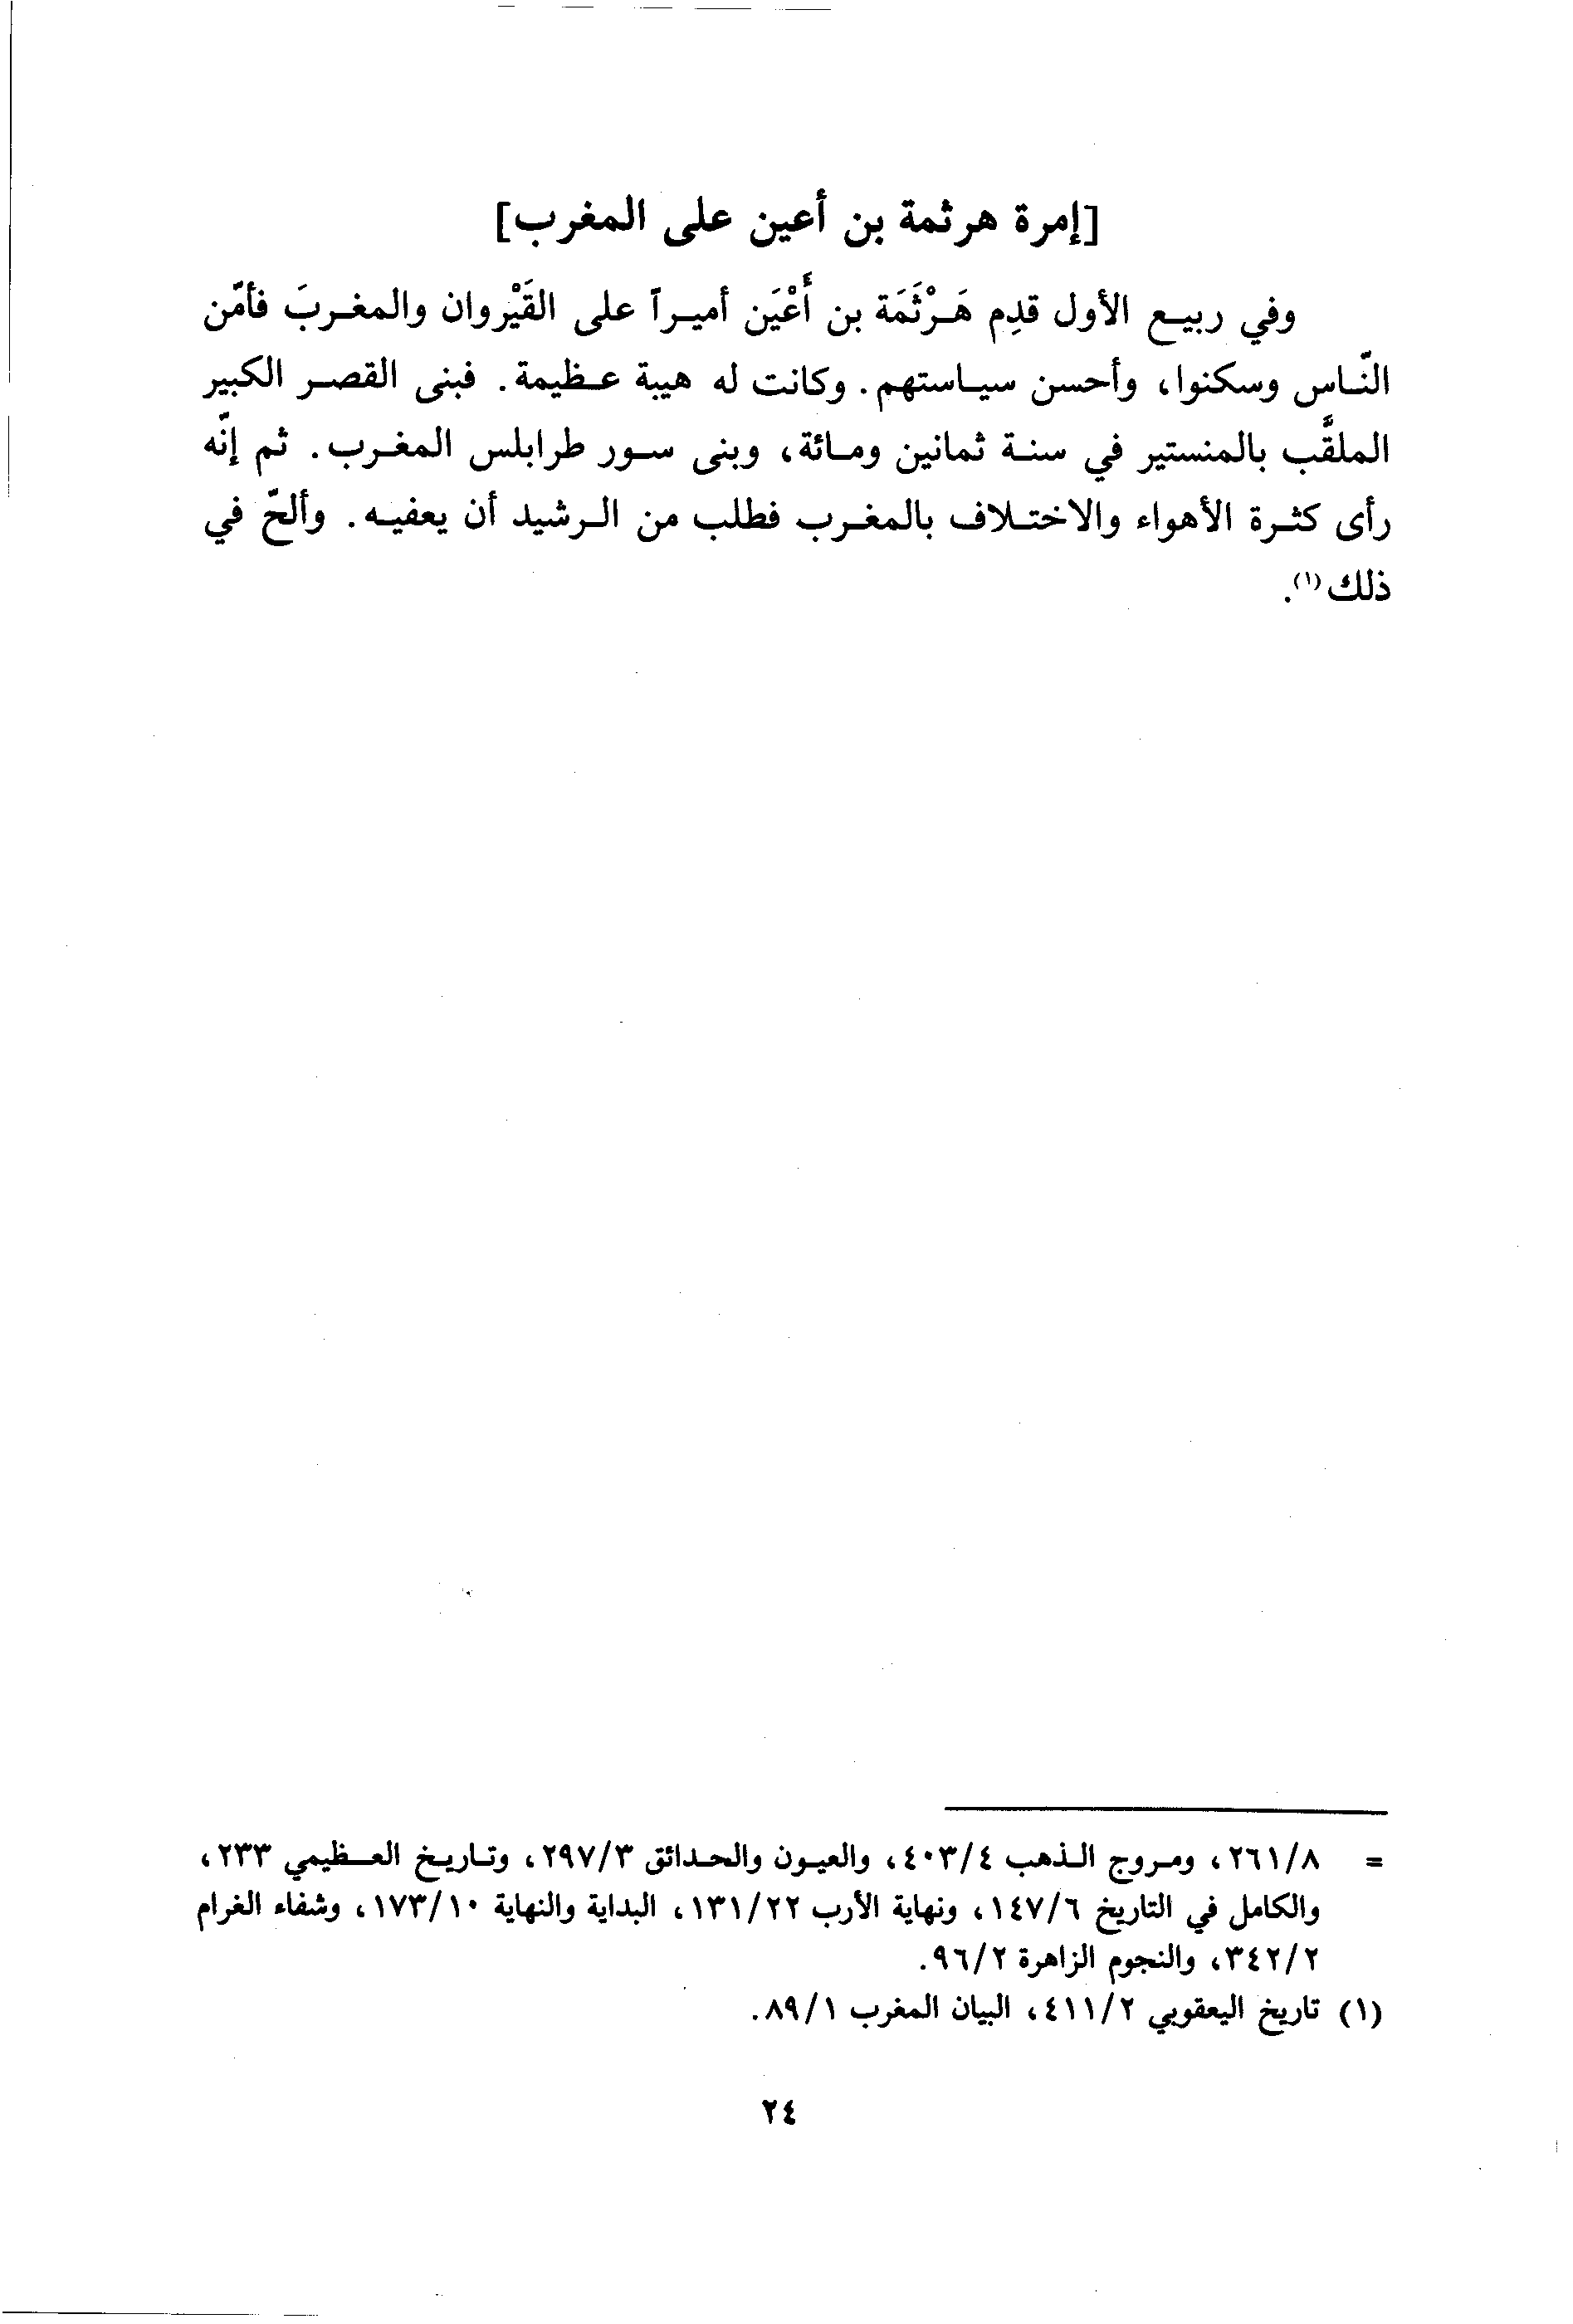 [إمرة هرثمة بن أعين على المغرب]
وفي ربيع الأول قدِم هَرْثَمَة بن أَعْيَن أميراً على القَيْروان والمغربَ فأمّن
النّاس وسكنوا، وأحسن سياستهم. وكانت له هيبة عظيمة. فبنى القصر الكبير
الملقَّب بالمنستير في سنة ثمانين ومائة، وبنى سور طرابلس المغرب. ثم إنّه
رأى كثرة الأهواء والاختلاف بالمغرب فطلب من الرشيد أن يعفيه. وألحّ في
ذلك(١).
= ٢٦١/٨، ومروج الذهب ٤٠٣/٤، والعيون والحدائق ٢٩٧/٣، وتاريخ العظيمي ٢٣٣،
والكامل في التاريخ ١٤٧/٦، ونهاية الأرب ١٣١/٢٢، البداية والنهاية ١٧٣/١٠، وشفاء الغرام
٣٤٢/٢، والنجوم الزاهرة ٩٦/٢.
(١) تاريخ اليعقوبي ٤١١/٢، البيان المغرب ٨٩/١.
٢٤